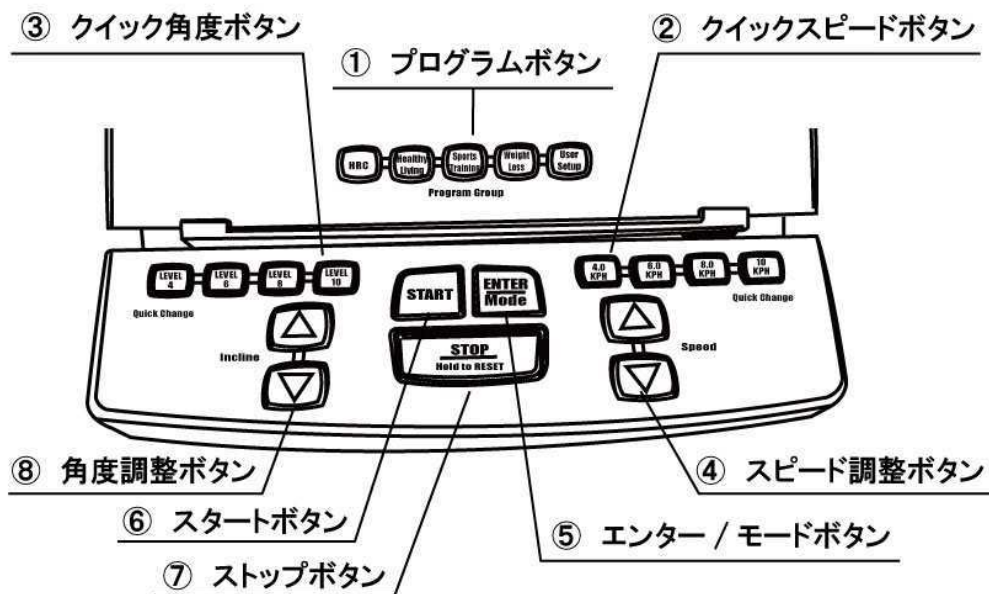 ③ クイック角度ボタン
② クイックスピードボタン
① プログラムボタン
HRC
Healthy
Living
Sports
Training
Weight
Loss
User
Setup
Program Group
LEVEL
4
LEVEL
6
LEVEL
8
LEVEL
10
Quick Change
START
ENTER
Mode
4.0
KPH
6.0
KPH
8.0
KPH
10
KPH
Quick Change
Incline
STOP
Hold to RESET
Speed
⑧ 角度調整ボタン
④ スピード調整ボタン
⑥ スタートボタン
⑤ エンター / モードボタン
⑦ ストップボタン